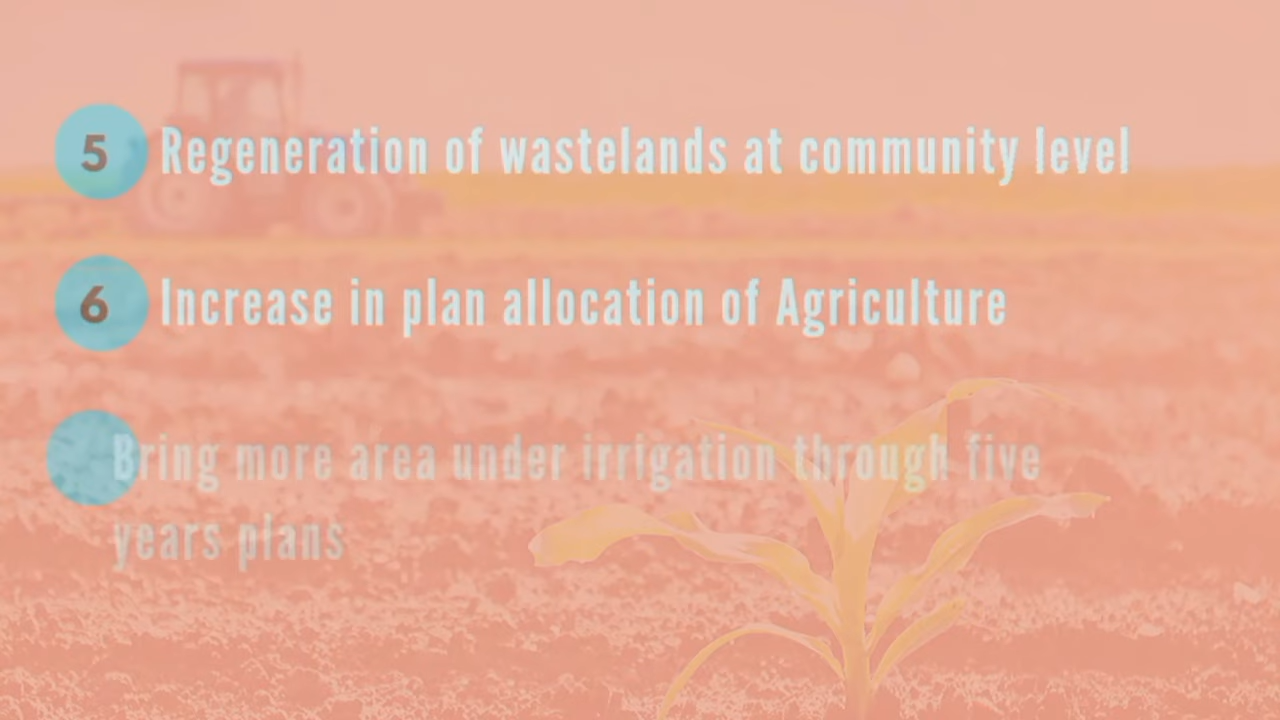 5 Regeneration of wastelands at community level
6 Increase in plan allocation of Agriculture
Bring more area under irrigation through five
years plans